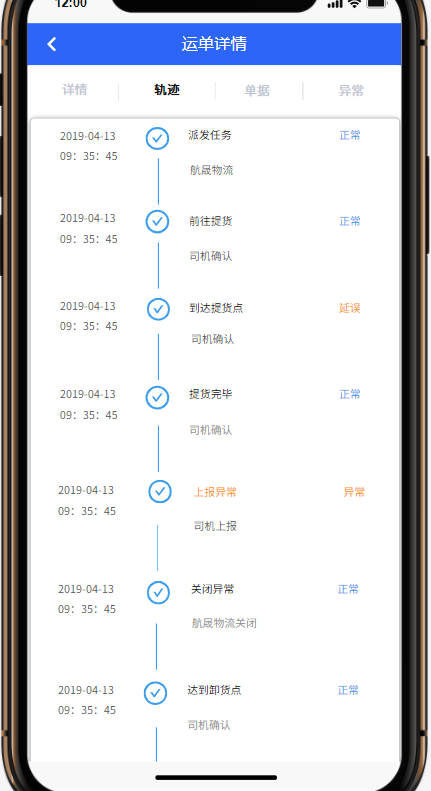 12:00
运单详情
详情 轨迹 单据 异常
2019-04-13 派发任务 正常
09：35：45
航晟物流
2019-04-13 前往提货 正常
09：35：45
司机确认
2019-04-13 到达提货点 延误
09：35：45
司机确认
2019-04-13 提货完毕 正常
09：35：45
司机确认
2019-04-13 上报异常 异常
09：35：45
司机上报
2019-04-13 关闭异常 正常
09：35：45
航晟物流关闭
2019-04-13 达到卸货点 正常
09：35：45
司机确认